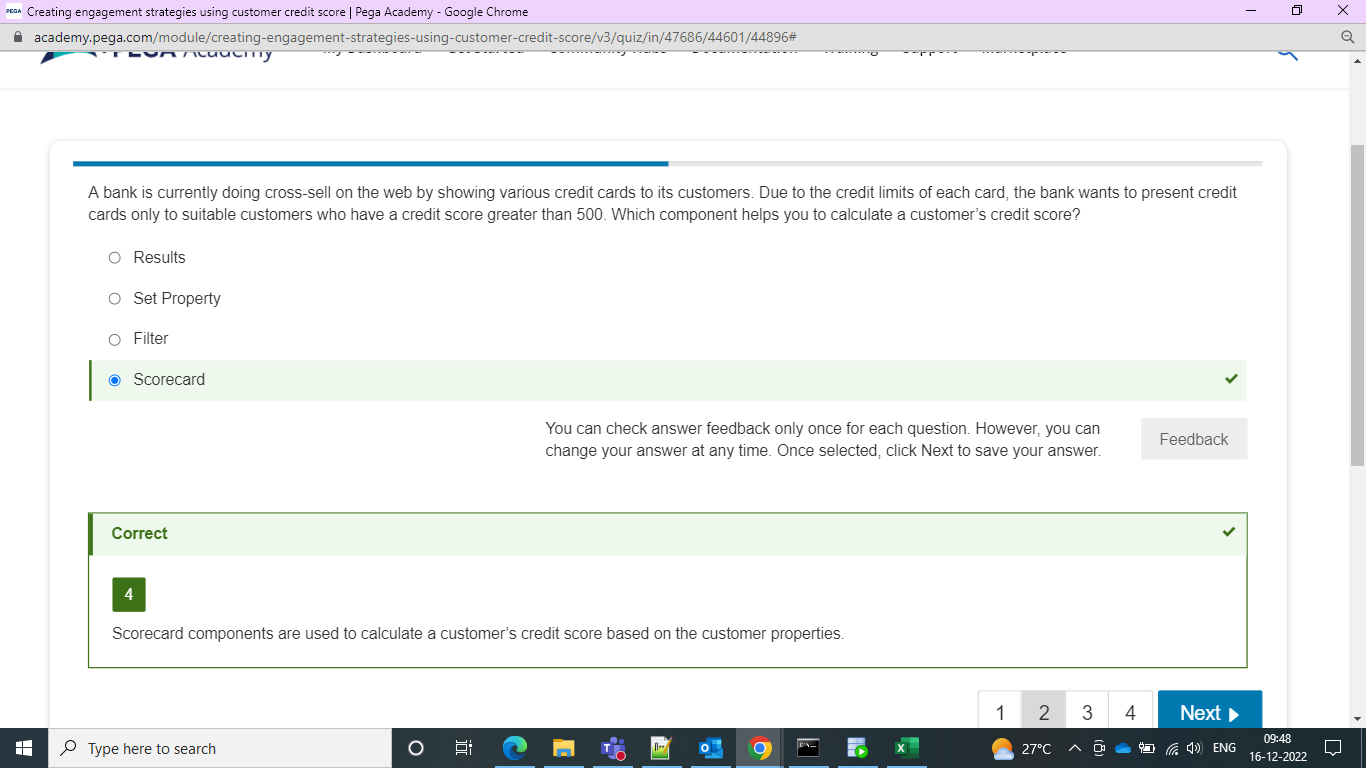 PEGA Creating engagement strategies using customer credit score | Pega Academy - Google Chrome
academy.pega.com/module/creating-engagement-strategies-using-customer-credit-score/v3/quiz/in/47686/44601/44896#
PEGA Academy
A bank is currently doing cross-sell on the web by showing various credit cards to its customers. Due to the credit limits of each card, the bank wants to present credit
cards only to suitable customers who have a credit score greater than 500. Which component helps you to calculate a customer's credit score?
Results
Set Property
Filter
Scorecard
You can check answer feedback only once for each question. However, you can
change your answer at any time. Once selected, click Next to save your answer.
Feedback
Correct
4
Scorecard components are used to calculate a customer's credit score based on the customer properties.
1 2 3 4 Next
Type here to search
27°C
ENG
09:48
16-12-2022